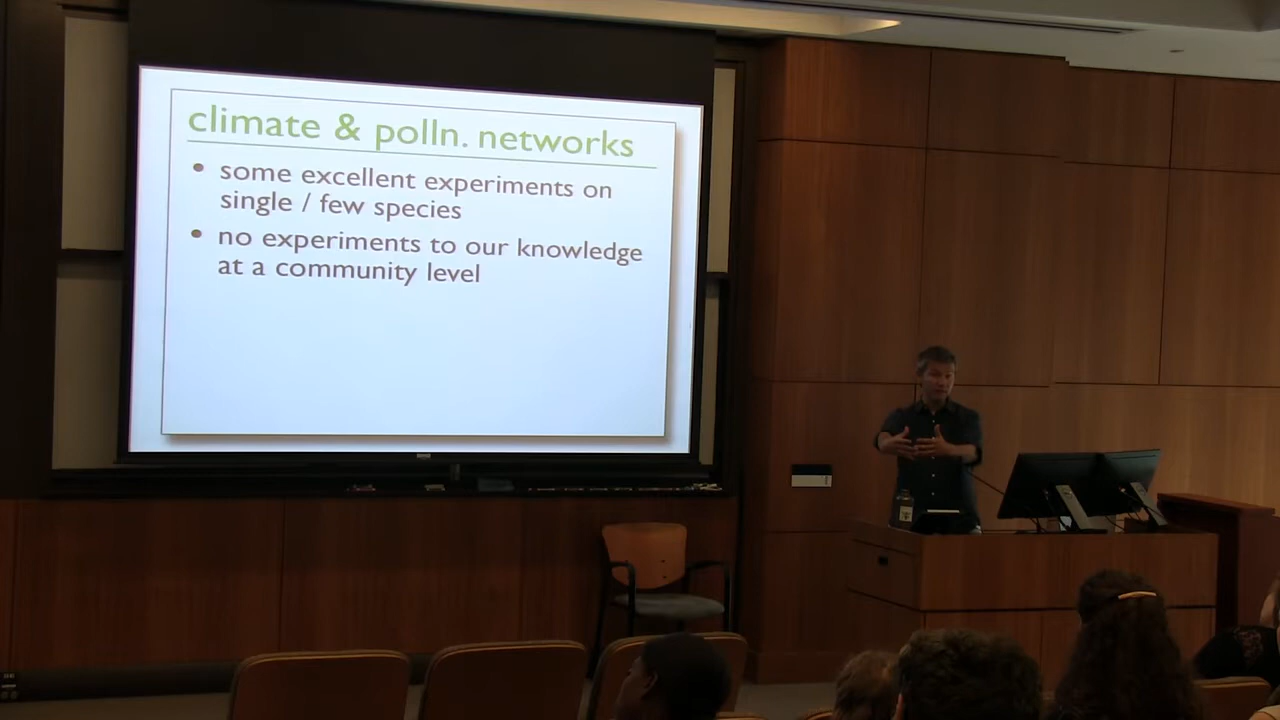 climate & polln. networks
• some excellent experiments on
single / few species
• no experiments to our knowledge
at a community level